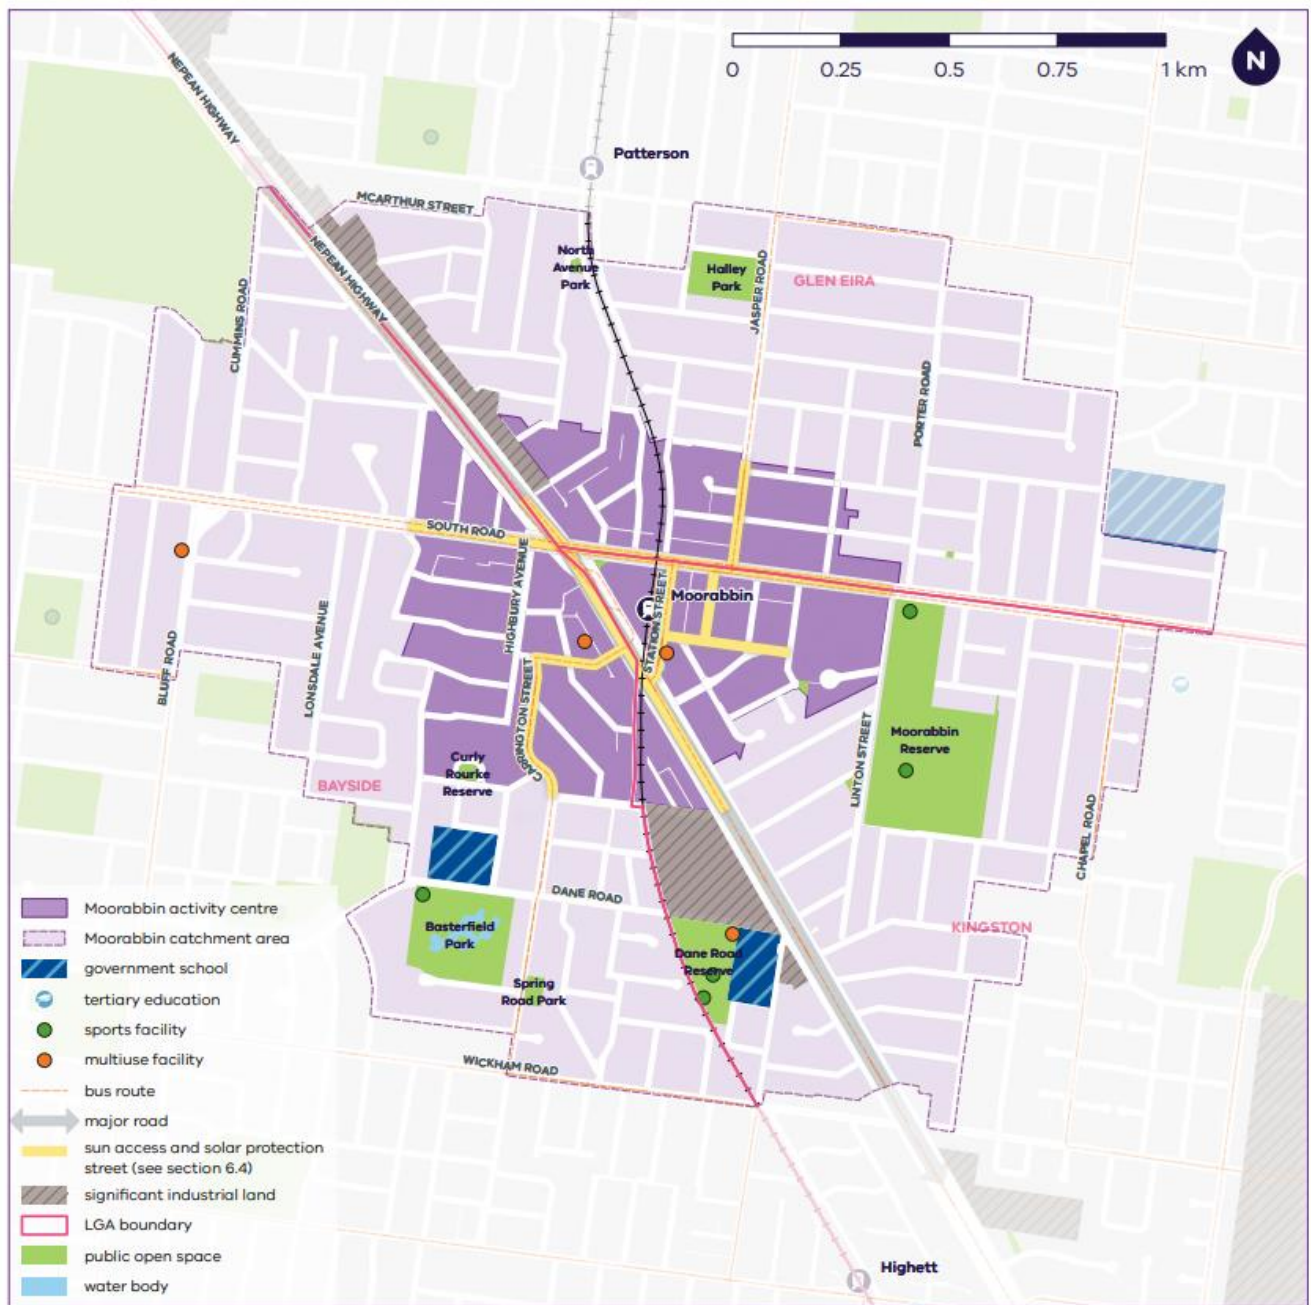 0 0.25 0.5 0.75 1 km
N
NEPEAN HIGHWAY
Patterson
MCARTHUR STREET
NEPEAN HIGHWAY
North
Avenue
Park
Halley
Park
JASPER ROAD
GLEN EIRA
CUMMINS ROAD
PORTER ROAD
SOUTH ROAD
HIGHBURY AVENUE
Moorabbin
STATION STREET
LONSDALE AVENUE
BLUFF ROAD
CARRINGTON STREET
LINTON STREET
Moorabbin
Reserve
Curly
Rourke
Reserve
BAYSIDE
CHAPEL ROAD
DANE ROAD
Basterfield
Park
Dane Road
Reserve
KINGSTON
Spring
Road Park
WICKHAM ROAD
Highett
Moorabbin activity centre
Moorabbin catchment area
government school
tertiary education
sports facility
multiuse facility
bus route
major road
sun access and solar protection
street (see section 6.4)
significant industrial land
LGA boundary
public open space
water body